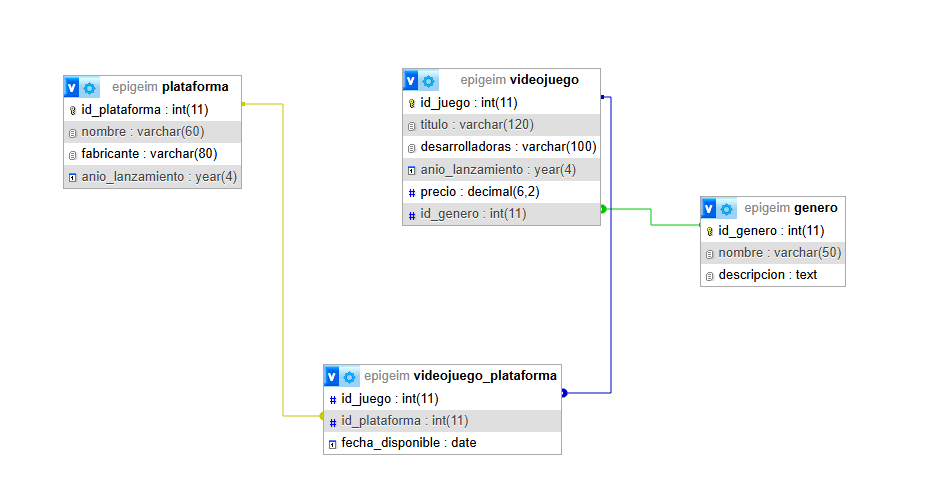 epigeim plataforma
id_plataforma : int(11)
nombre : varchar(60)
fabricante : varchar(80)
anio_lanzamiento : year(4)
epigeim videojuego
id_juego : int(11)
titulo : varchar(120)
desarrolladoras : varchar(100)
anio_lanzamiento : year(4)
# precio : decimal(6,2)
# id_genero : int(11)
epigeim genero
id_genero : int(11)
nombre : varchar(50)
descripcion : text
epigeim videojuego_plataforma
# id_juego : int(11)
# id_plataforma : int(11)
fecha_disponible : date